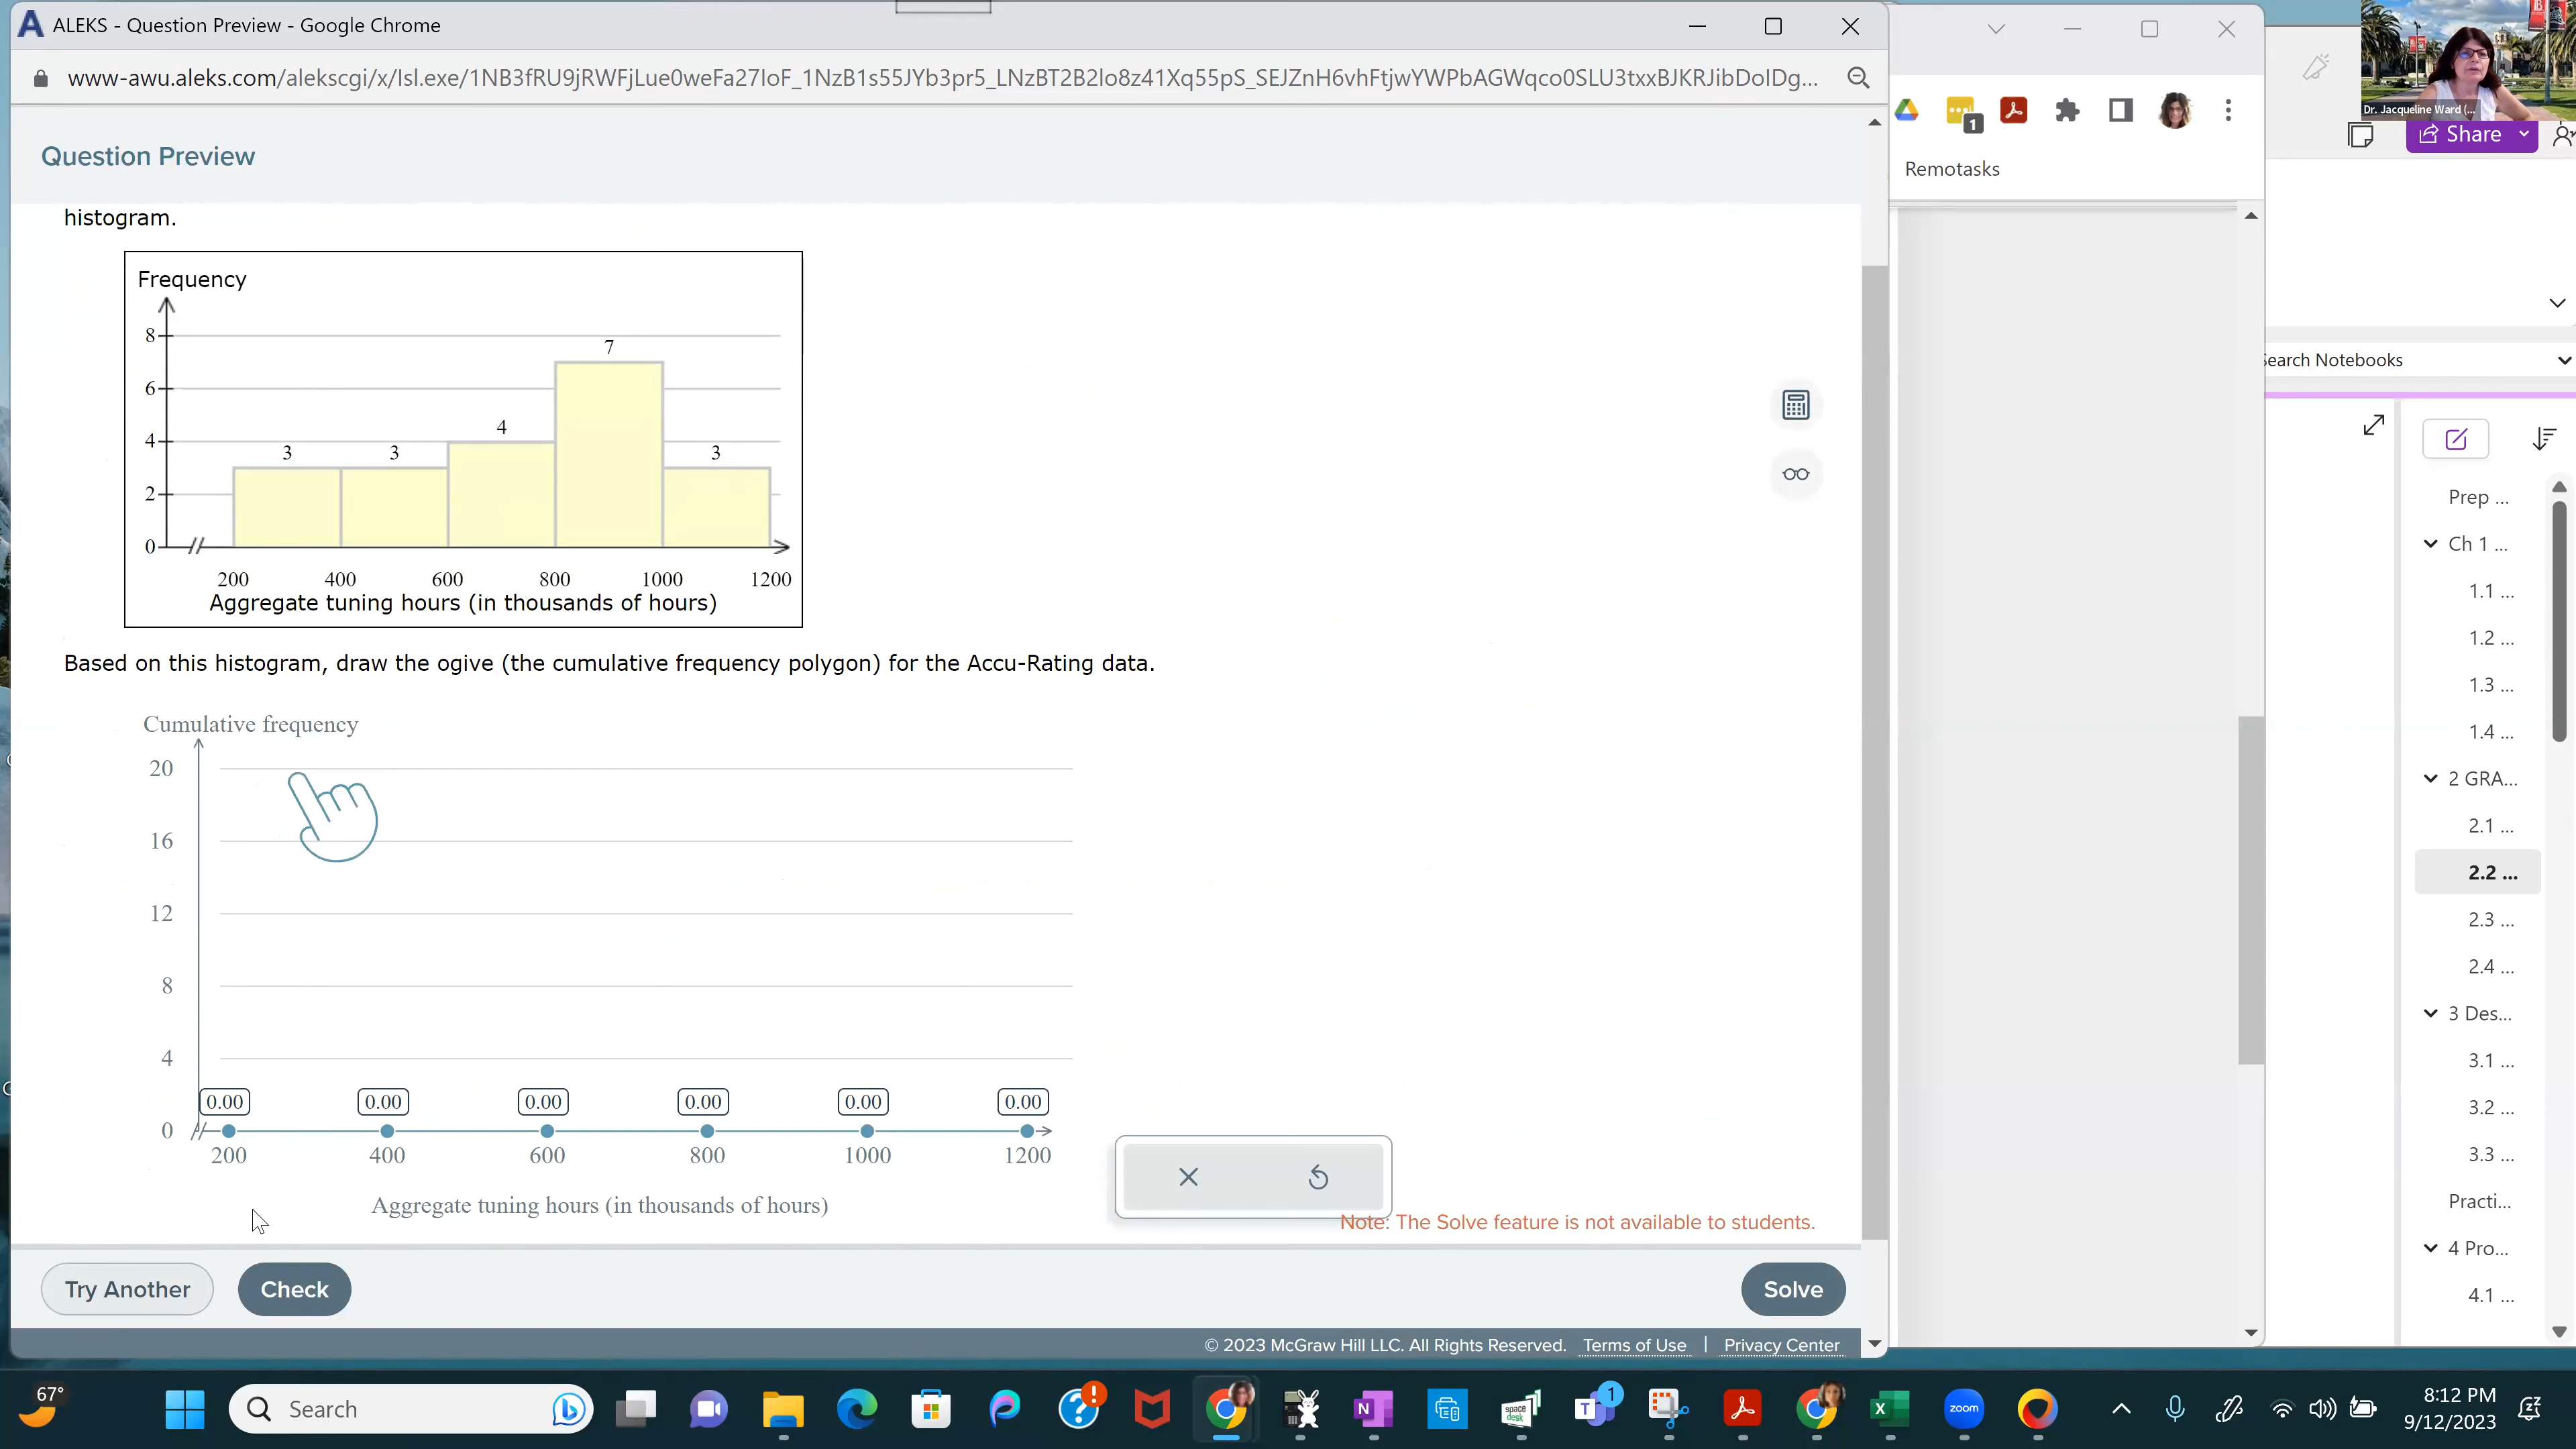 ALEKS - Question Preview - Google Chrome
www-awu.aleks.com/alekscgi/x/Isl.exe/1NB3fRU9jRWFjLue0weFa27IoF_1NzB1s55JYb3pr5_LNzBT2B2lo8z41Xq55pS_SEJZnH6vhFtjwYWPbAGWqco0SLU3txxBJKRJibDoIDg...
Question Preview
histogram.
Frequency
8
6
4
2
0
3
3
4
7
3
200 400 600 800 1000 1200
Aggregate tuning hours (in thousands of hours)
Based on this histogram, draw the ogive (the cumulative frequency polygon) for the Accu-Rating data.
Cumulative frequency
20
16
12
8
4
0
0.00 0.00 0.00 0.00 0.00 0.00
200 400 600 800 1000 1200
Aggregate tuning hours (in thousands of hours)
Note: The Solve feature is not available to students.
Try Another
Check
Solve
© 2023 McGraw Hill LLC. All Rights Reserved. Terms of Use | Privacy Center
1
Remotasks
Dr. Jacqueline Ward (...
Share
Search Notebooks
Prep ...
Ch 1 ...
1.1 ...
1.2 ...
1.3 ...
1.4 ...
2 GRA...
2.1 ...
2.2 ...
2.3 ...
2.4 ...
3 Des...
3.1 ...
3.2 ...
3.3 ...
Practi...
4 Pro...
4.1 ...
67°
Search
space desk
1
zoom
8:12 PM
9/12/2023